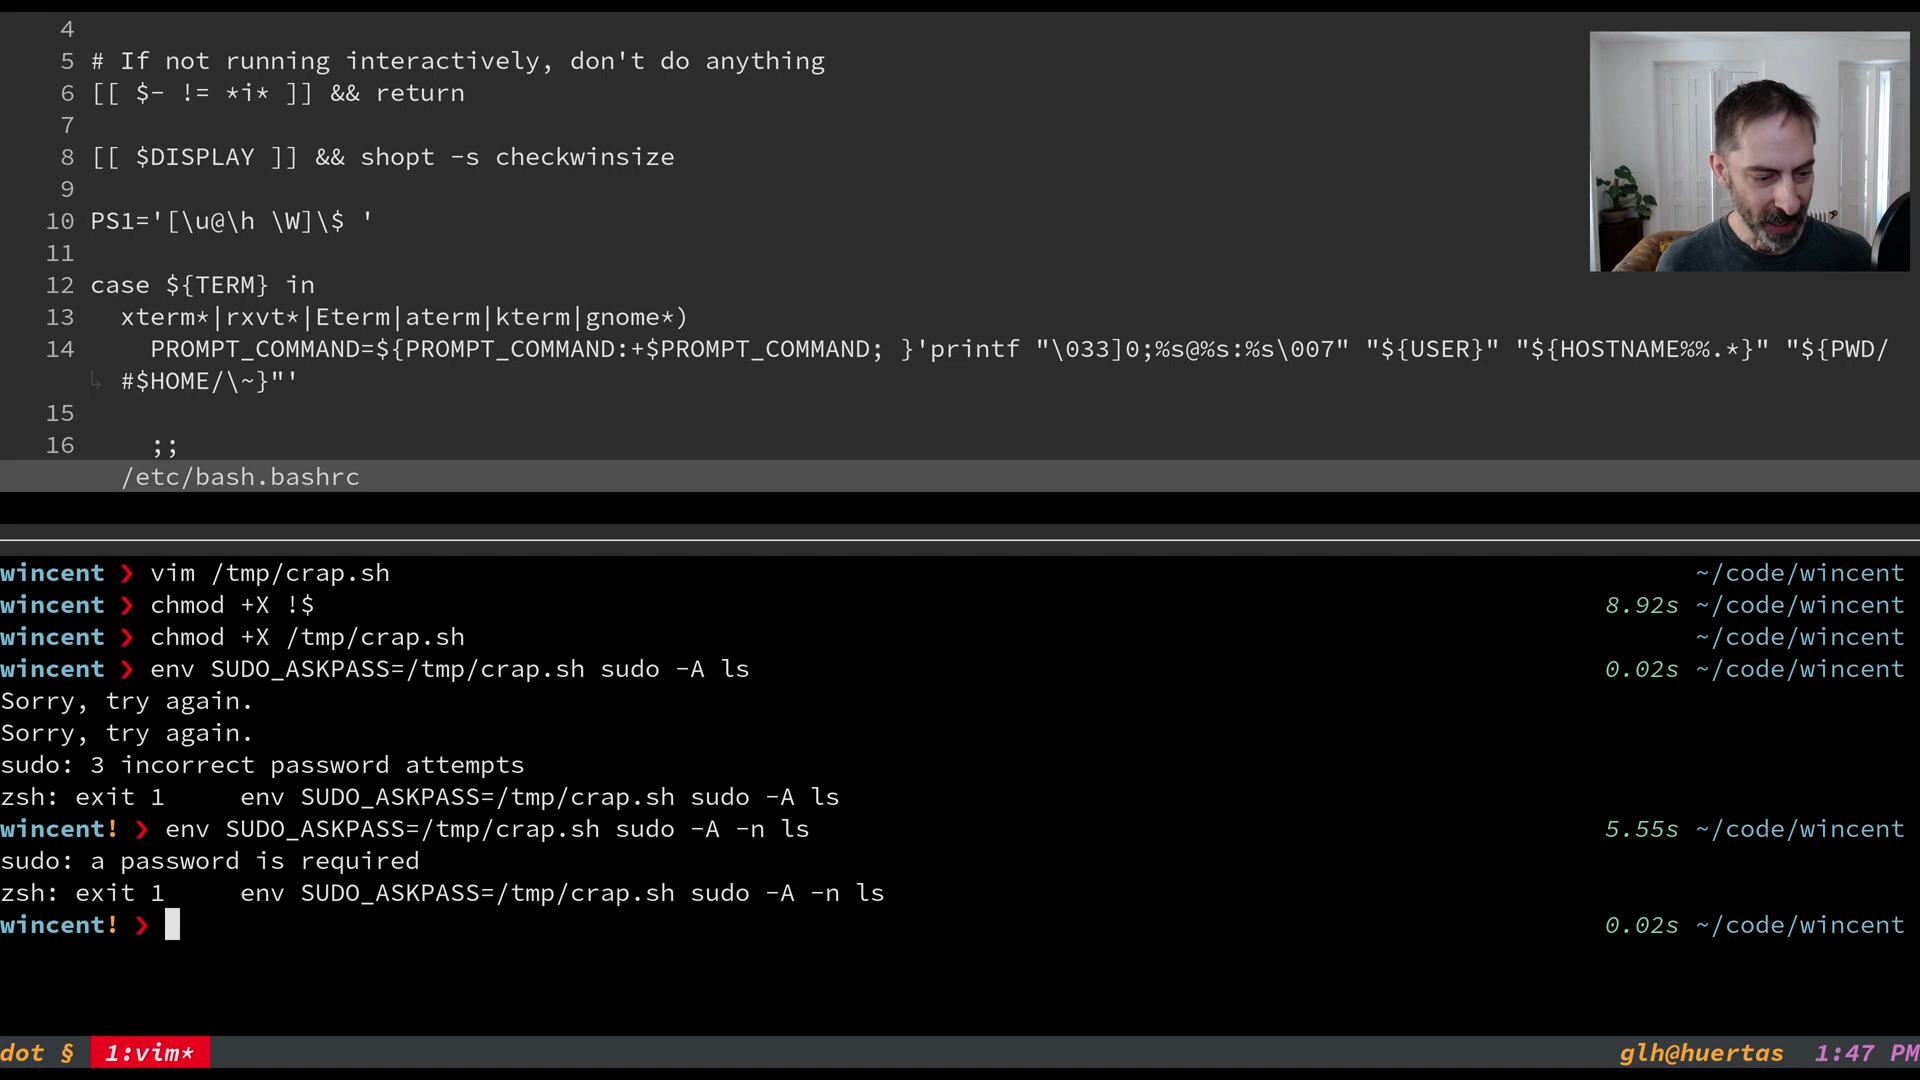 4
5 # If not running interactively, don't do anything
6 [[ $- != *i* ]] && return
7
8 [[ $DISPLAY ]] && shopt -s checkwinsize
9
10 PS1='[\u@\h \W]\$ '
11
12 case ${TERM} in
13   xterm*|rxvt*|Eterm|aterm|kterm|gnome*)
14     PROMPT_COMMAND=${PROMPT_COMMAND:+$PROMPT_COMMAND; }'printf "\033]0;%s@%s:%s\007" "${USER}" "${HOSTNAME%%.*}" "${PWD/
#$HOME/\~}"'
15
16     ;;
/etc/bash.bashrc
wincent ❯ vim /tmp/crap.sh ~/code/wincent
wincent ❯ chmod +X !$ 8.92s ~/code/wincent
wincent ❯ chmod +X /tmp/crap.sh ~/code/wincent
wincent ❯ env SUDO_ASKPASS=/tmp/crap.sh sudo -A ls 0.02s ~/code/wincent
Sorry, try again.
Sorry, try again.
sudo: 3 incorrect password attempts
zsh: exit 1     env SUDO_ASKPASS=/tmp/crap.sh sudo -A ls
wincent! ❯ env SUDO_ASKPASS=/tmp/crap.sh sudo -A -n ls 5.55s ~/code/wincent
sudo: a password is required
zsh: exit 1     env SUDO_ASKPASS=/tmp/crap.sh sudo -A -n ls
wincent! ❯ 0.02s ~/code/wincent
dot § 1:vim* glh@huertas 1:47 PM